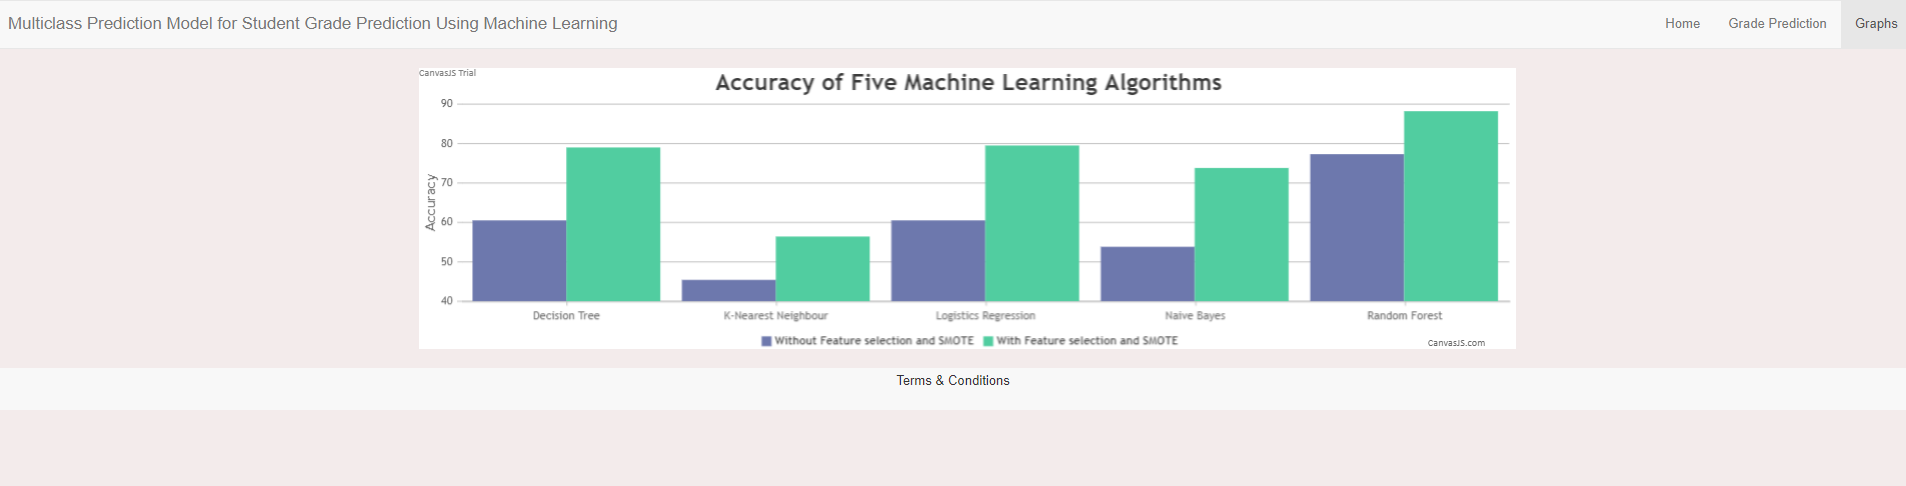 Multiclass Prediction Model for Student Grade Prediction Using Machine Learning
Home
Grade Prediction
Graphs
CanvasJS Trial
Accuracy of Five Machine Learning Algorithms
Accuracy
90
80
70
60
50
40
Decision Tree
K-Nearest Neighbour
Logistics Regression
Naive Bayes
Random Forest
Without Feature selection and SMOTE
With Feature selection and SMOTE
CanvasJS.com
Terms & Conditions